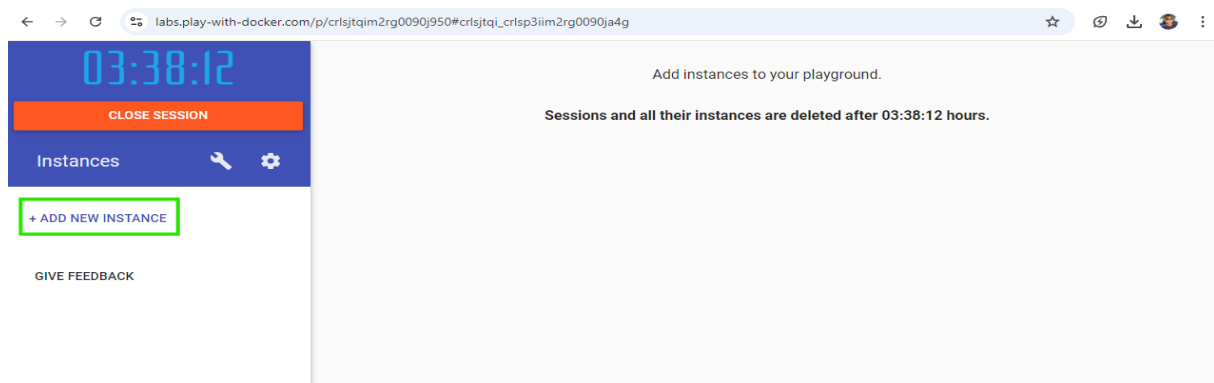 labs.play-with-docker.com/p/crlsjtqim2rg0090j950#crlsjtqi_crlsp3iim2rg0090ja4g
03:38:12
CLOSE SESSION
Instances
+ ADD NEW INSTANCE
GIVE FEEDBACK
Add instances to your playground.
Sessions and all their instances are deleted after 03:38:12 hours.